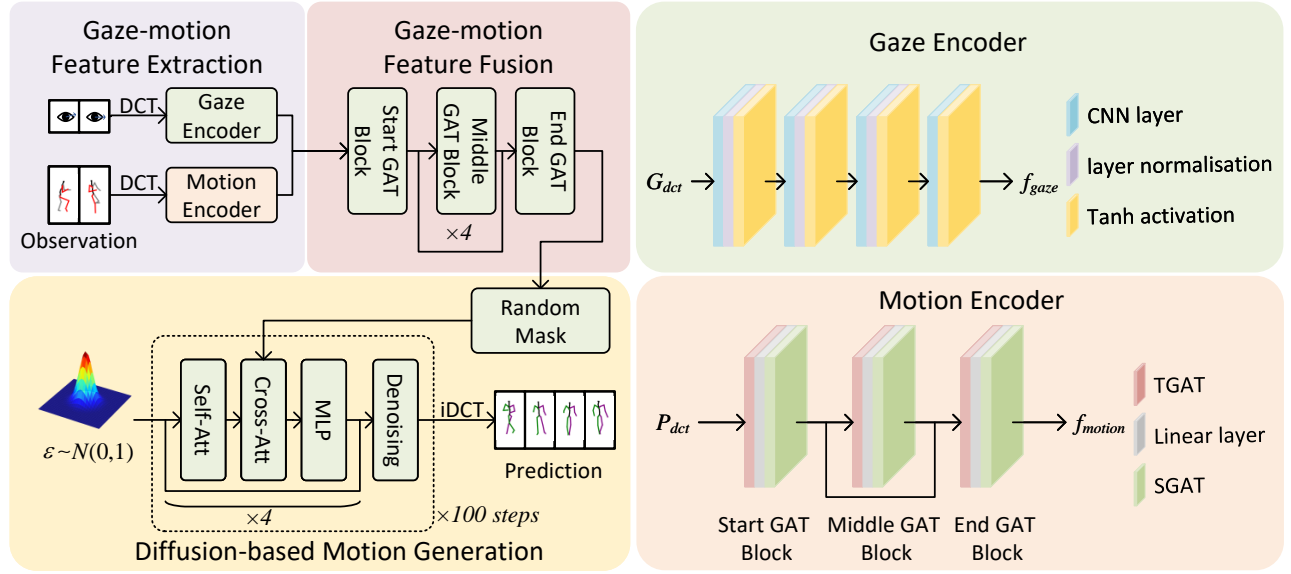 Gaze-motion
Feature Extraction
DCT
Gaze
Encoder
DCT
Motion
Encoder
Observation
Gaze-motion
Feature Fusion
Start GAT
Block
Middle
GAT Block
End GAT
Block
×4
Random
Mask
ε~N(0,1)
Self-Att
Cross-Att
MLP
Denoising
iDCT
Prediction
×4
×100 steps
Diffusion-based Motion Generation
Gaze Encoder
G_dct
f_gaze
CNN layer
layer normalisation
Tanh activation
Motion Encoder
P_dct
f_motion
TGAT
Linear layer
SGAT
Start GAT
Block
Middle GAT
Block
End GAT
Block